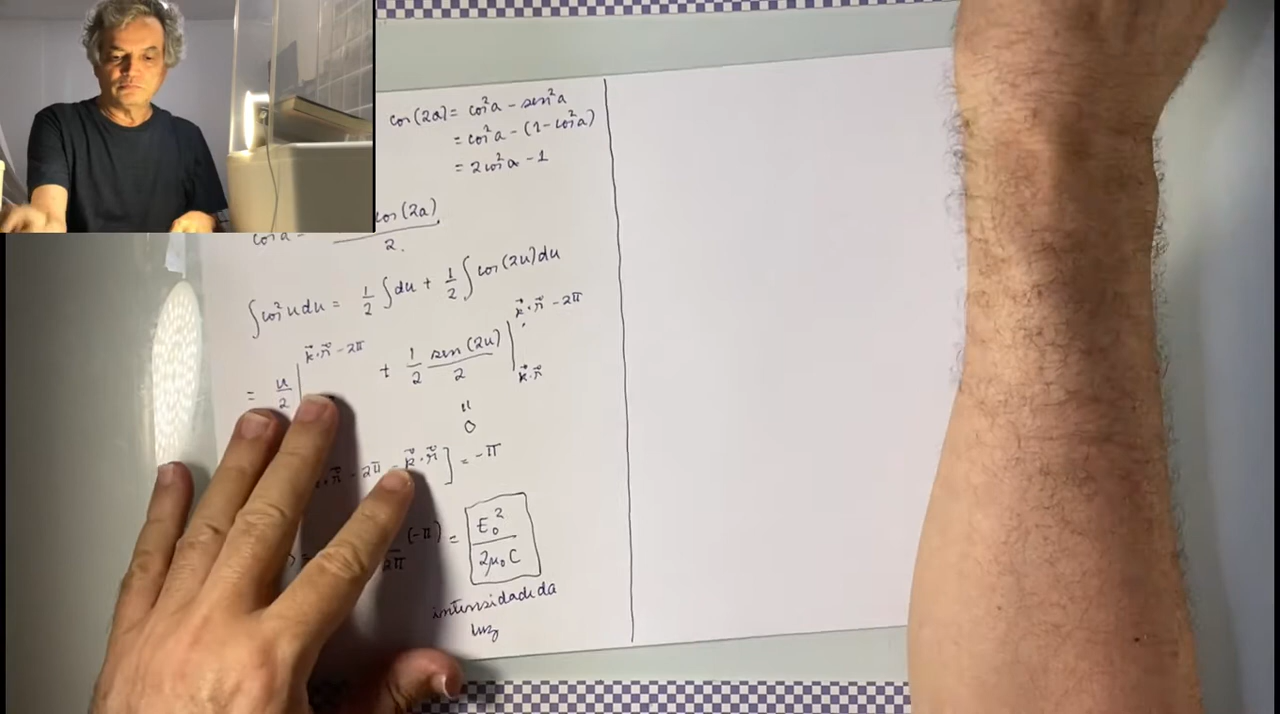 cos(2a) = cos²a - sen²a
= cos²a - (1 - cos²a)
= 2cos²a - 1
cos(2a)
2
∫cos²u du = 1/2 ∫du + 1/2 ∫cos(2u)du
= u/2 |^(k⃗·r⃗ - 2π) + 1/2 sen(2u)/2 |_(k⃗·r⃗)^(k⃗·r⃗ - 2π)
"
0
·r⃗ - 2π - k⃗·r⃗] = -π
2π (-π) = E₀²/2μ₀C
intensidade da
luz